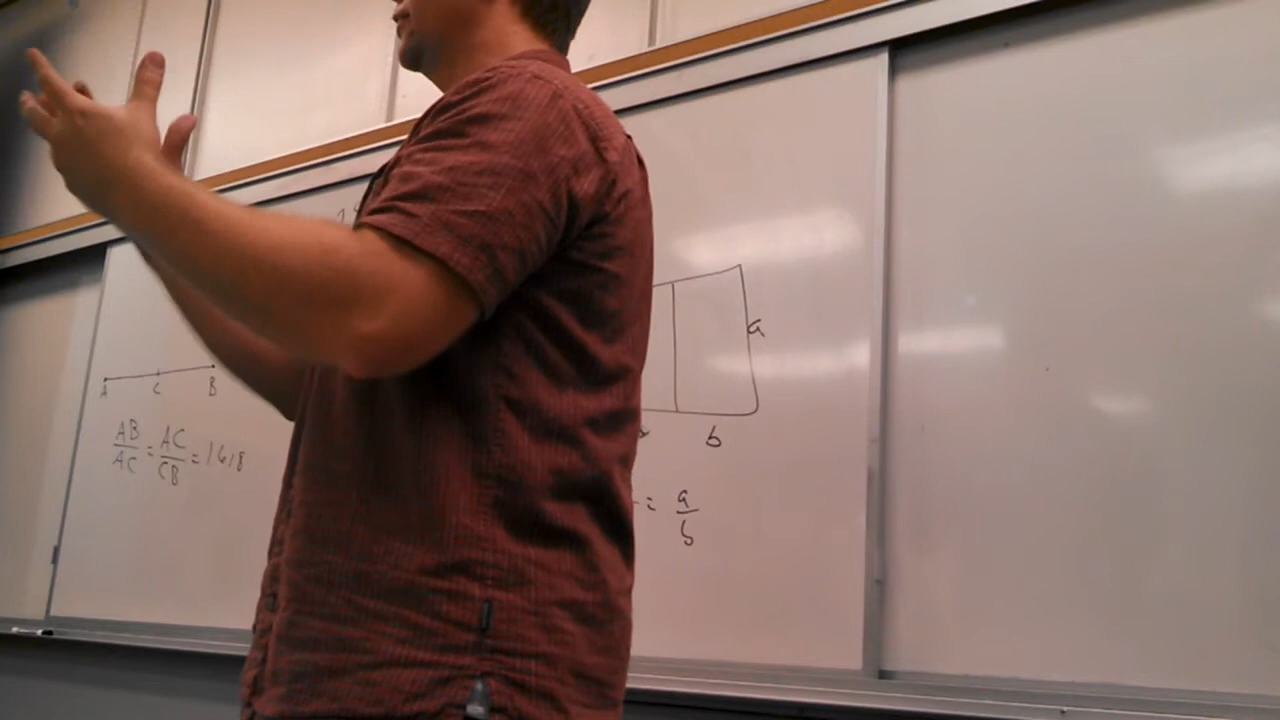 A C B
AB/AC = AC/CB = 1.618
a
b
= a/b